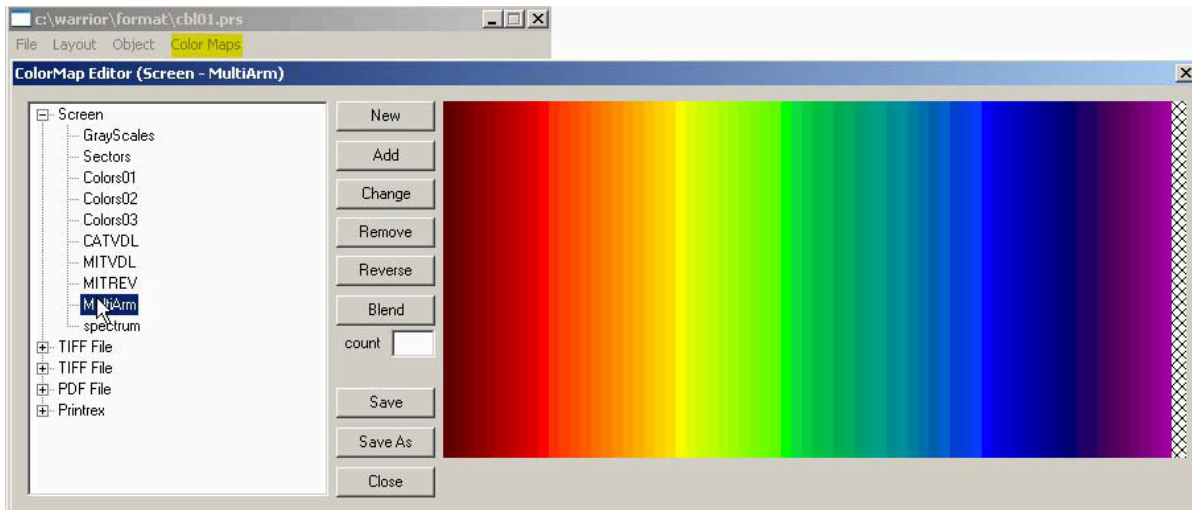 c:\warrior\format\cbl01.prs
File Layout Object Color Maps
ColorMap Editor (Screen - MultiArm)
Screen
GrayScales
Sectors
Colors01
Colors02
Colors03
CATVDL
MITVDL
MITREV
MultiArm
spectrum
TIFF File
TIFF File
PDF File
Printrex
New
Add
Change
Remove
Reverse
Blend
count
Save
Save As
Close